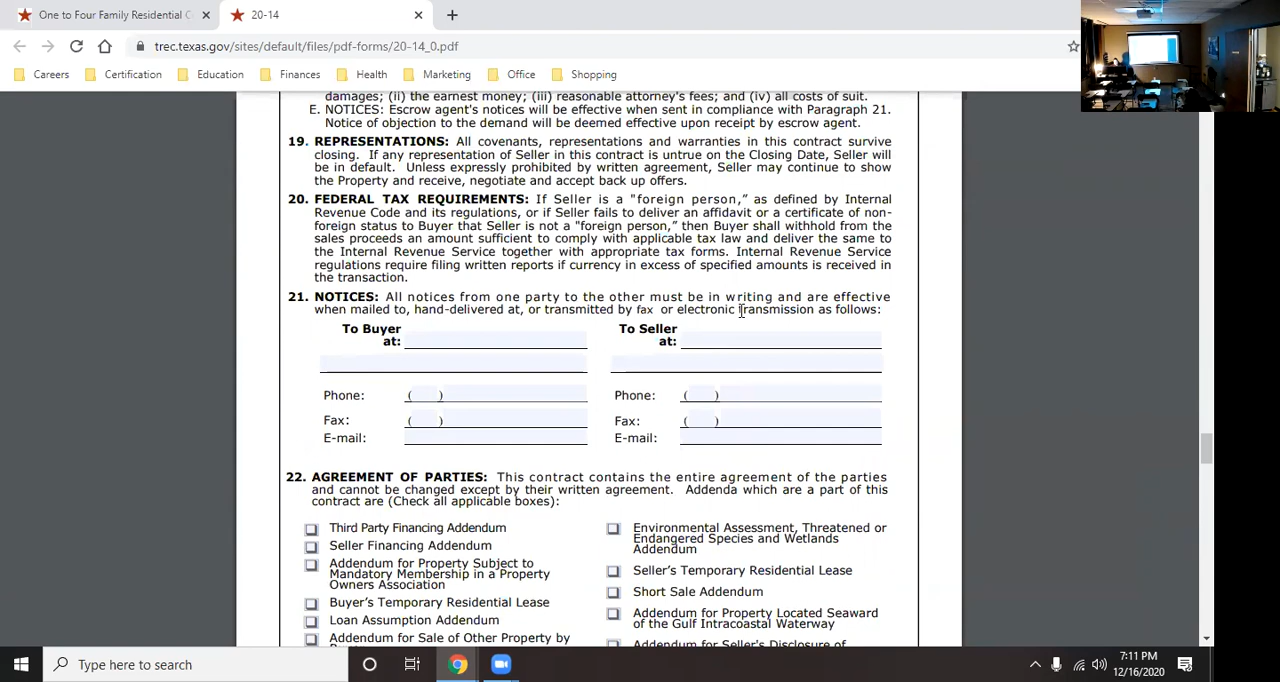 One to Four Family Residential C
20-14
trec.texas.gov/sites/default/files/pdf-forms/20-14_0.pdf
Careers Certification Education Finances Health Marketing Office Shopping
damages; (ii) the earnest money; (iii) reasonable attorney's fees; and (iv) all costs of suit.
E. NOTICES: Escrow agent's notices will be effective when sent in compliance with Paragraph 21.
Notice of objection to the demand will be deemed effective upon receipt by escrow agent.
19. REPRESENTATIONS: All covenants, representations and warranties in this contract survive
closing. If any representation of Seller in this contract is untrue on the Closing Date, Seller will
be in default. Unless expressly prohibited by written agreement, Seller may continue to show
the Property and receive, negotiate and accept back up offers.
20. FEDERAL TAX REQUIREMENTS: If Seller is a "foreign person," as defined by Internal
Revenue Code and its regulations, or if Seller fails to deliver an affidavit or a certificate of non-
foreign status to Buyer that Seller is not a "foreign person," then Buyer shall withhold from the
sales proceeds an amount sufficient to comply with applicable tax law and deliver the same to
the Internal Revenue Service together with appropriate tax forms. Internal Revenue Service
regulations require filing written reports if currency in excess of specified amounts is received in
the transaction.
21. NOTICES: All notices from one party to the other must be in writing and are effective
when mailed to, hand-delivered at, or transmitted by fax or electronic transmission as follows:
To Buyer
at:
To Seller
at:
Phone: ( )
Fax: ( )
E-mail:
Phone: ( )
Fax: ( )
E-mail:
22. AGREEMENT OF PARTIES: This contract contains the entire agreement of the parties
and cannot be changed except by their written agreement. Addenda which are a part of this
contract are (Check all applicable boxes):
Third Party Financing Addendum
Seller Financing Addendum
Addendum for Property Subject to
Mandatory Membership in a Property
Owners Association
Buyer's Temporary Residential Lease
Loan Assumption Addendum
Addendum for Sale of Other Property by
Environmental Assessment, Threatened or
Endangered Species and Wetlands
Addendum
Seller's Temporary Residential Lease
Short Sale Addendum
Addendum for Property Located Seaward
of the Gulf Intracoastal Waterway
Addendum for Seller's Disclosure of
Type here to search
7:11 PM
12/16/2020